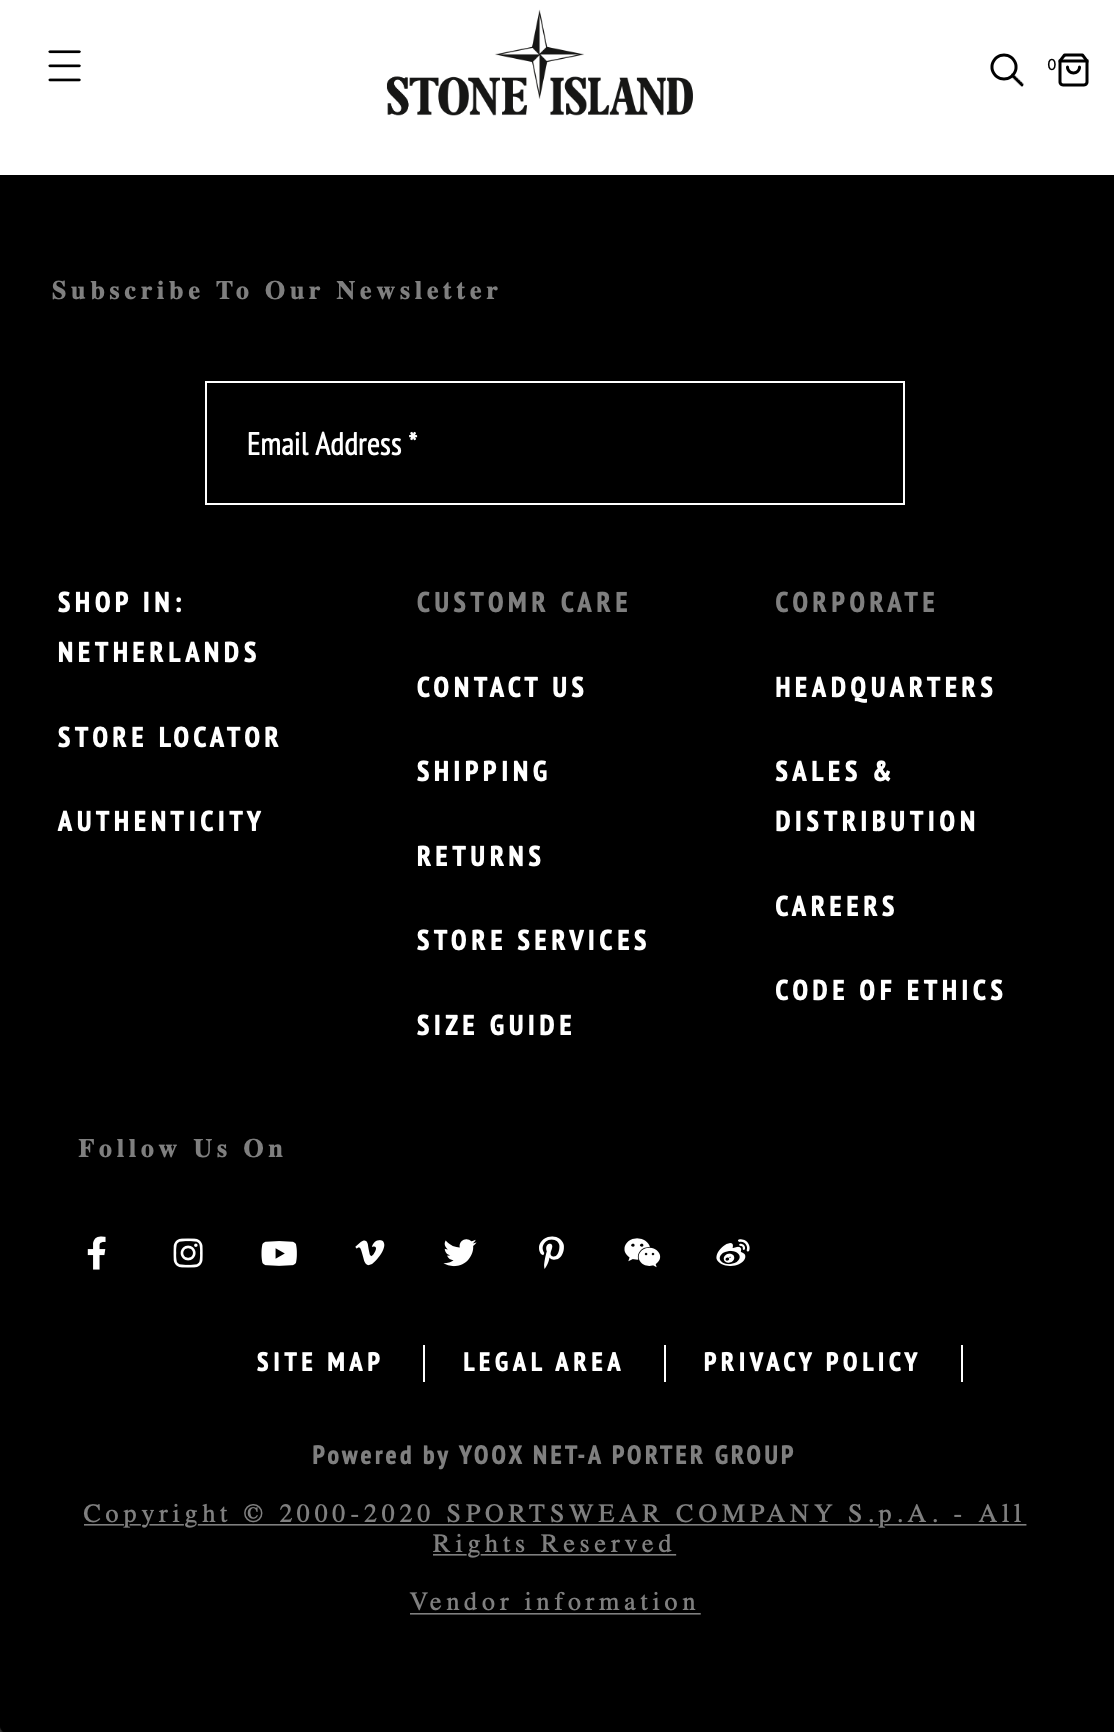 STONE ISLAND
0
Subscribe To Our Newsletter
Email Address *
SHOP IN:
NETHERLANDS
STORE LOCATOR
AUTHENTICITY
CUSTOMR CARE
CONTACT US
SHIPPING
RETURNS
STORE SERVICES
SIZE GUIDE
CORPORATE
HEADQUARTERS
SALES &
DISTRIBUTION
CAREERS
CODE OF ETHICS
Follow Us On
SITE MAP
LEGAL AREA
PRIVACY POLICY
Powered by YOOX NET-A PORTER GROUP
Copyright © 2000-2020 SPORTSWEAR COMPANY S.p.A. - All
Rights Reserved
Vendor information